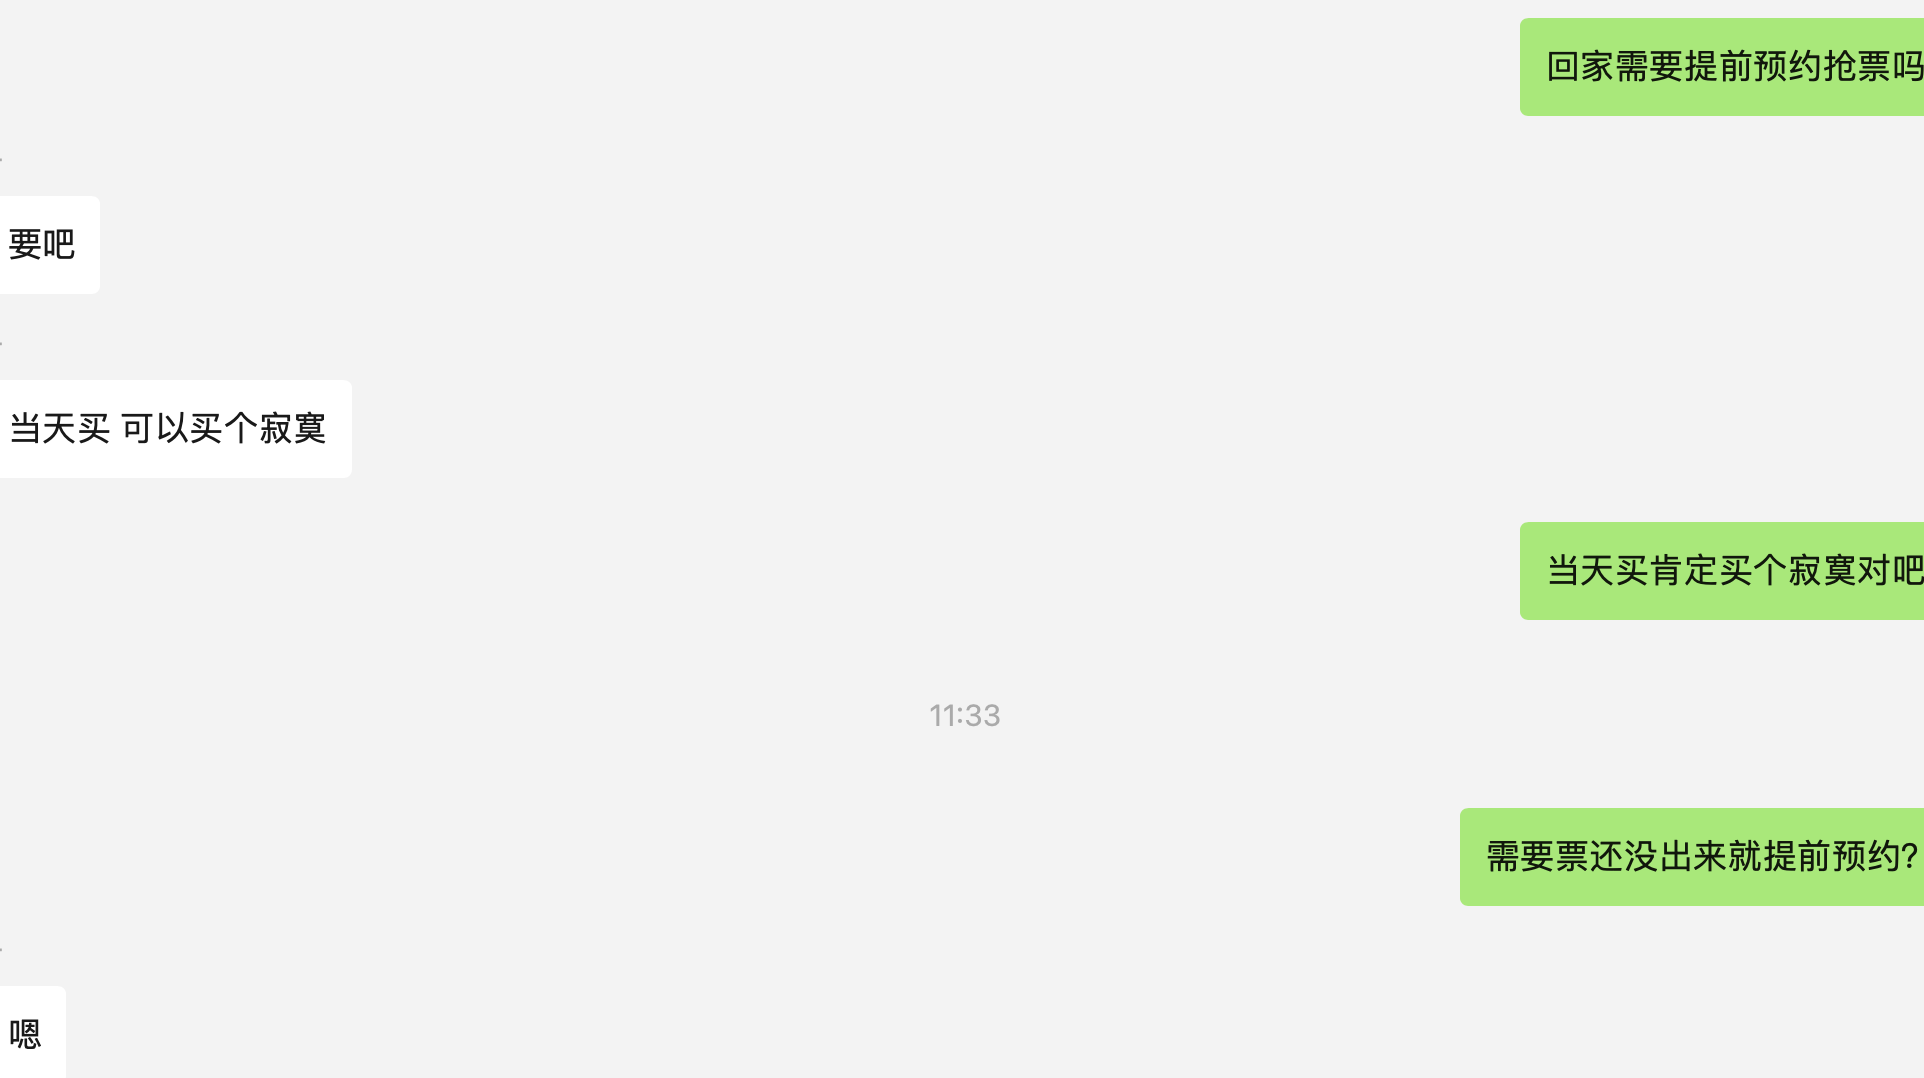 回家需要提前预约抢票吗
要吧
当天买 可以买个寂寞
当天买肯定买个寂寞对吧
11:33
需要票还没出来就提前预约?
嗯